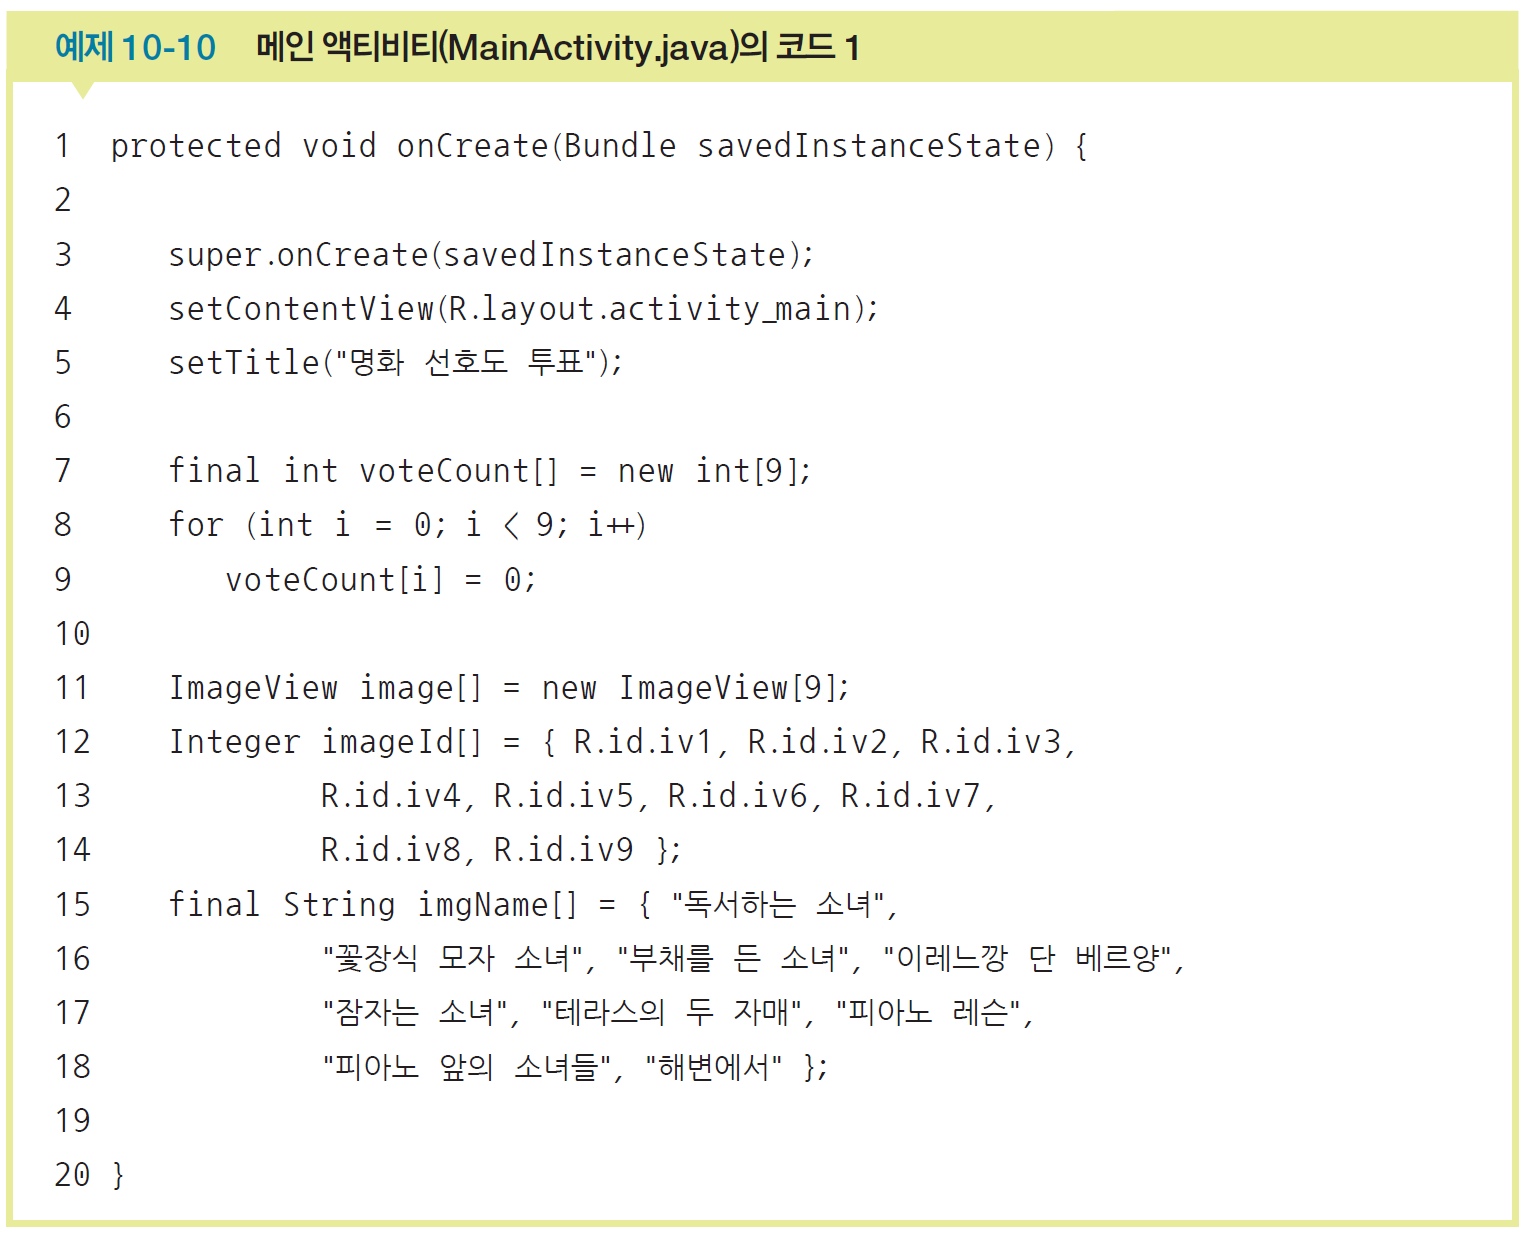 예제 10-10 메인 액티비티(MainActivity.java)의 코드 1
1 protected void onCreate(Bundle savedInstanceState) {
2
3 super.onCreate(savedInstanceState);
4 setContentView(R.layout.activity_main);
5 setTitle("명화 선호도 투표");
6
7 final int voteCount[] = new int[9];
8 for (int i = 0; i < 9; i++)
9 voteCount[i] = 0;
10
11 ImageView image[] = new ImageView[9];
12 Integer imageId[] = { R.id.iv1, R.id.iv2, R.id.iv3,
13 R.id.iv4, R.id.iv5, R.id.iv6, R.id.iv7,
14 R.id.iv8, R.id.iv9 };
15 final String imgName[] = { "독서하는 소녀",
16 "꽃장식 모자 소녀", "부채를 든 소녀", "이레느깡 단 베르양",
17 "잠자는 소녀", "테라스의 두 자매", "피아노 레슨",
18 "피아노 앞의 소녀들", "해변에서" };
19
20 }